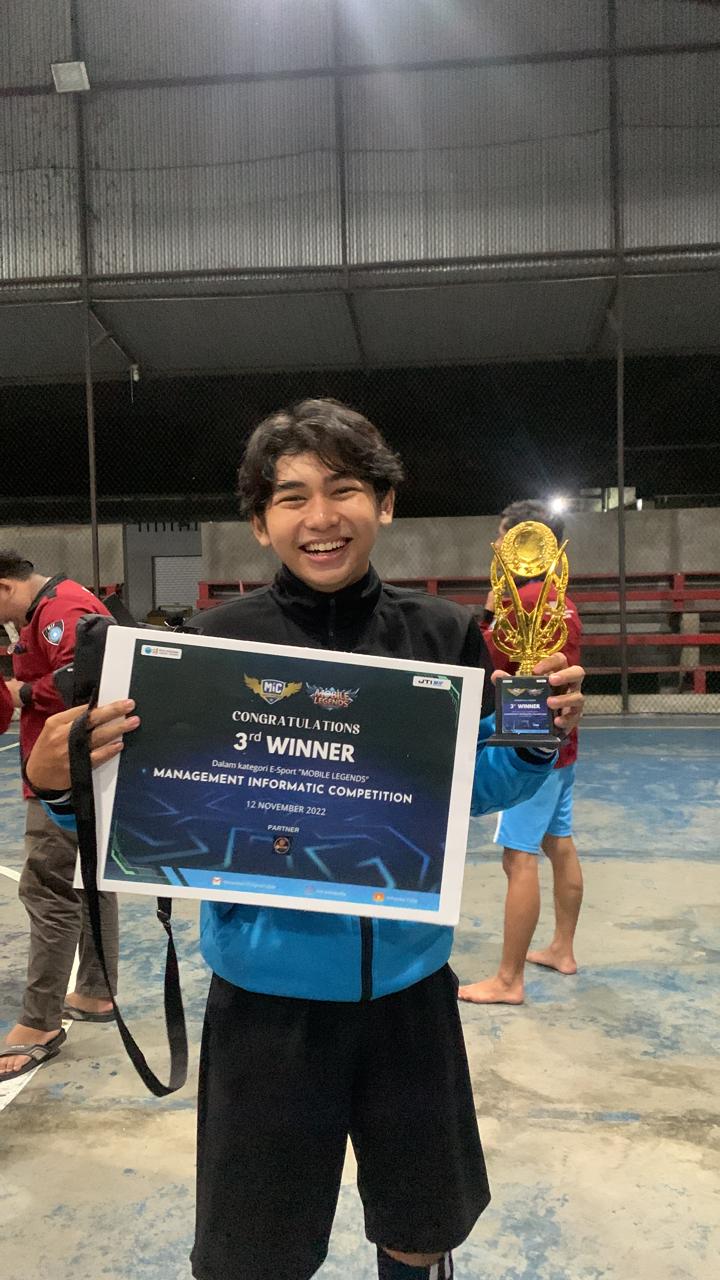 MiC
MOBILE
LEGENDS
JTI
CONGRATULATIONS
3rd WINNER
Dalam kategori E-Sport "MOBILE LEGENDS"
MANAGEMENT INFORMATIC COMPETITION
12 NOVEMBER 2022
PARTNER
3rd WINNER